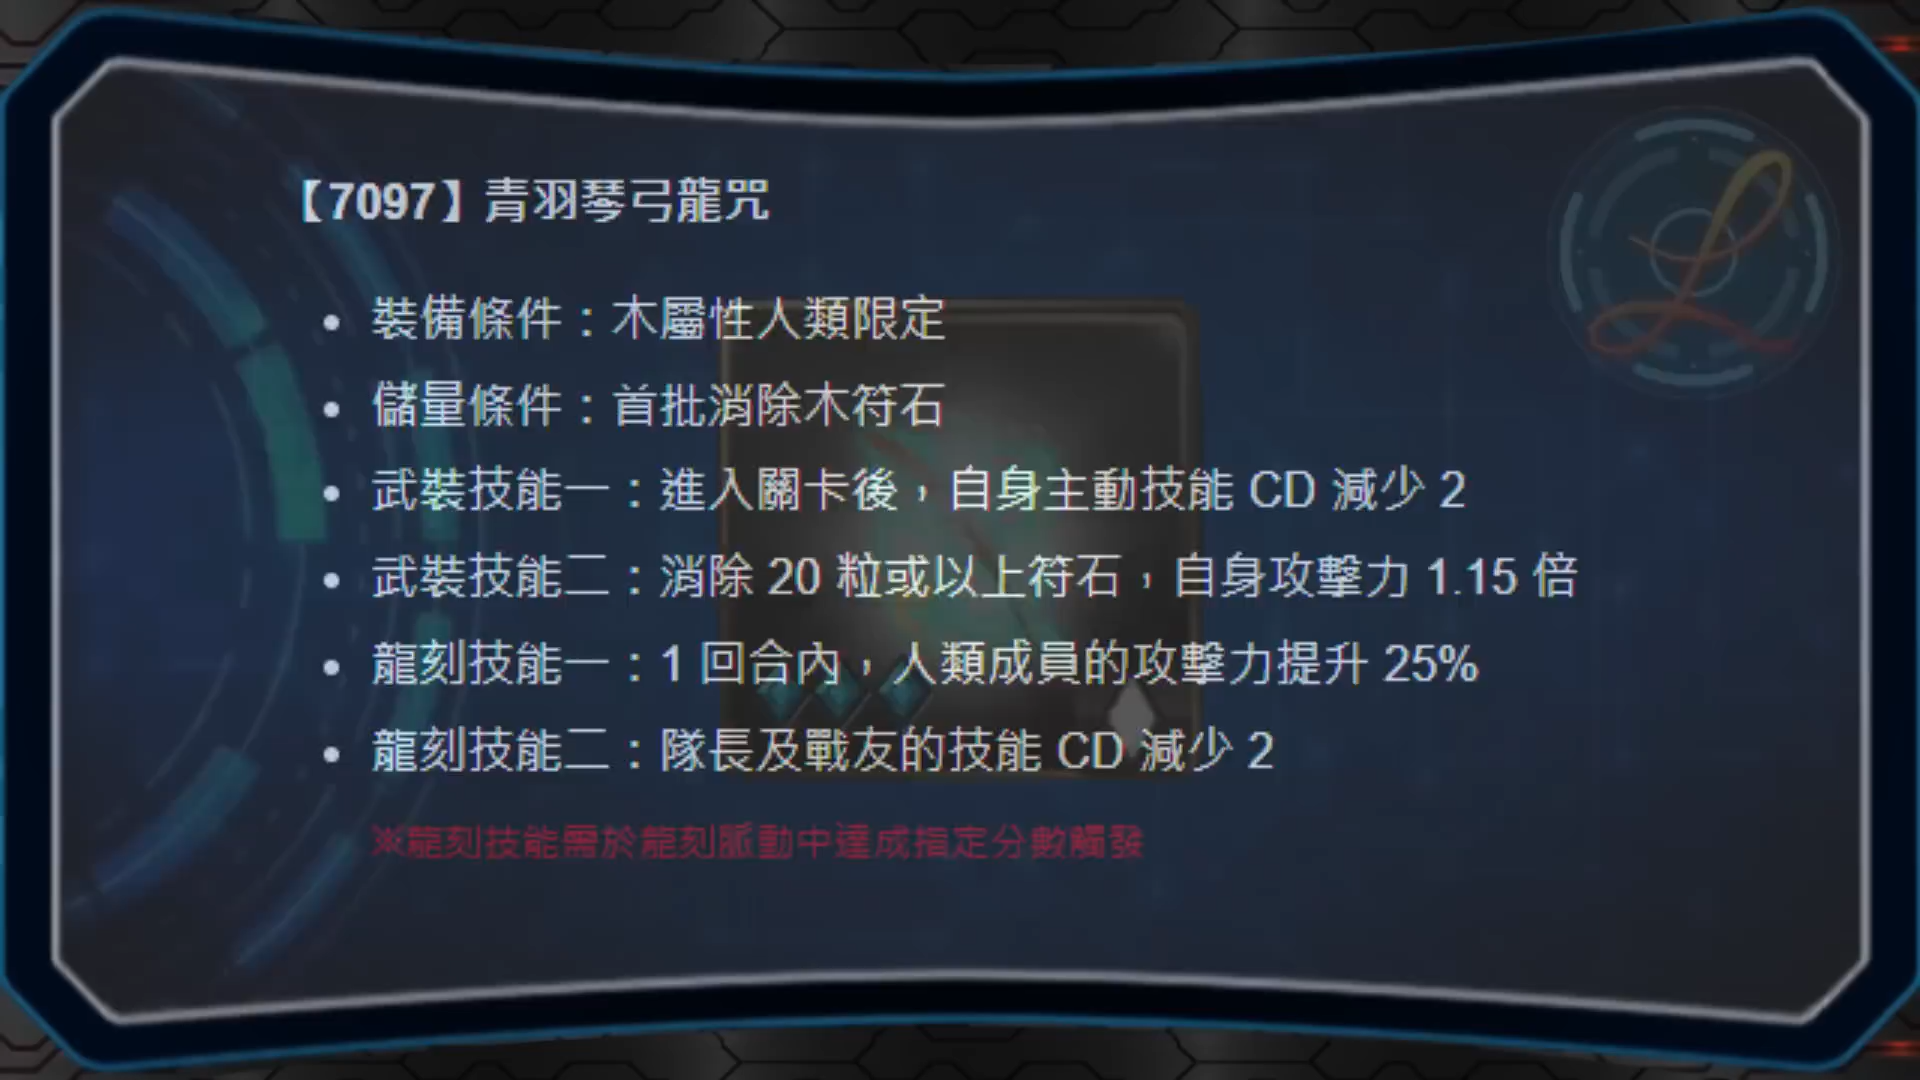 【7097】青羽琴弓龍咒
• 裝備條件：木屬性人類限定
• 儲量條件：首批消除木符石
• 武裝技能一：進入關卡後，自身主動技能 CD 減少 2
• 武裝技能二：消除 20 粒或以上符石，自身攻擊力 1.15 倍
• 龍刻技能一：1 回合內，人類成員的攻擊力提升 25%
• 龍刻技能二：隊長及戰友的技能 CD 減少 2
※龍刻技能需於龍刻脈動中達成指定分數觸發